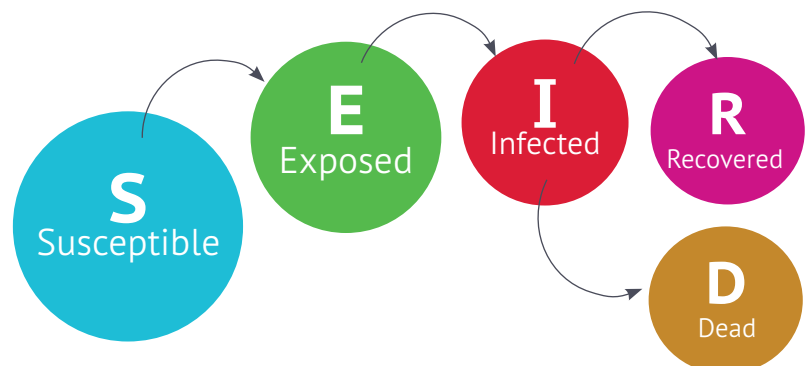 S
Susceptible
E
Exposed
I
Infected
R
Recovered
D
Dead